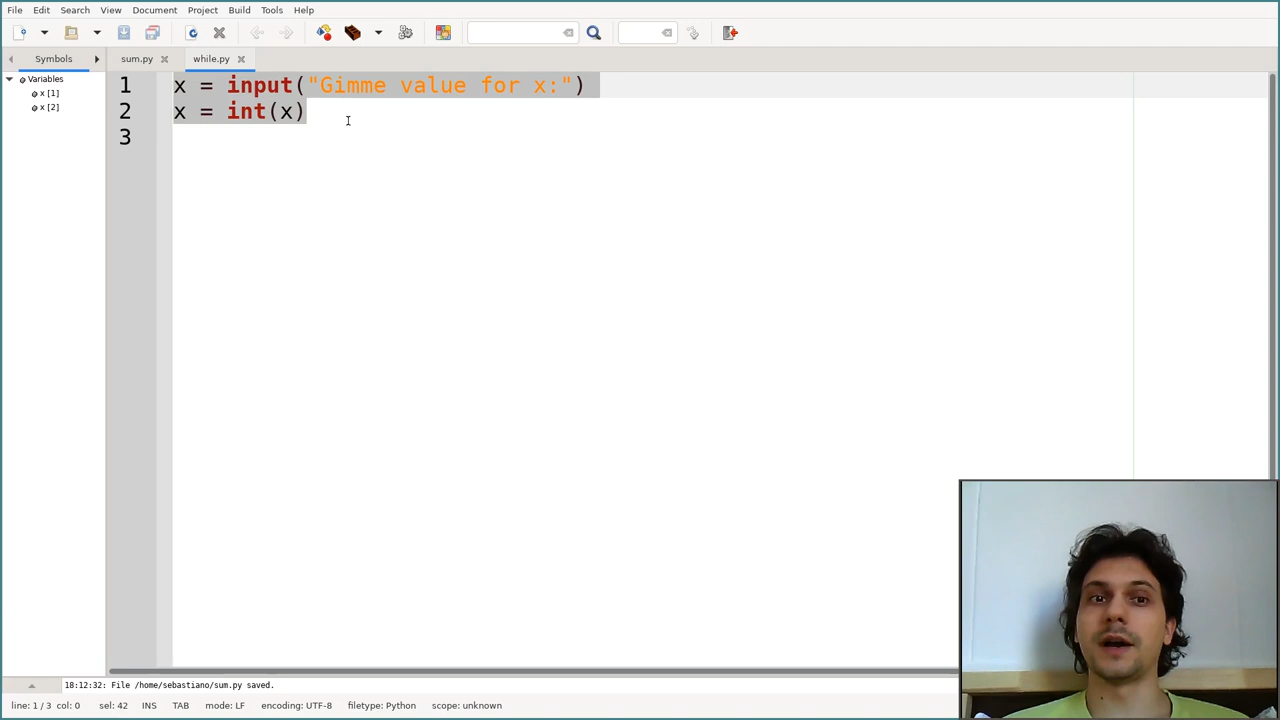 File Edit Search View Document Project Build Tools Help
Symbols sum.py while.py
Variables
x [1]
x [2]
1 x = input("Gimme value for x:")
2 x = int(x)
3
18:12:32: File /home/sebastiano/sum.py saved.
line: 1 / 3 col: 0 sel: 42 INS TAB mode: LF encoding: UTF-8 filetype: Python scope: unknown